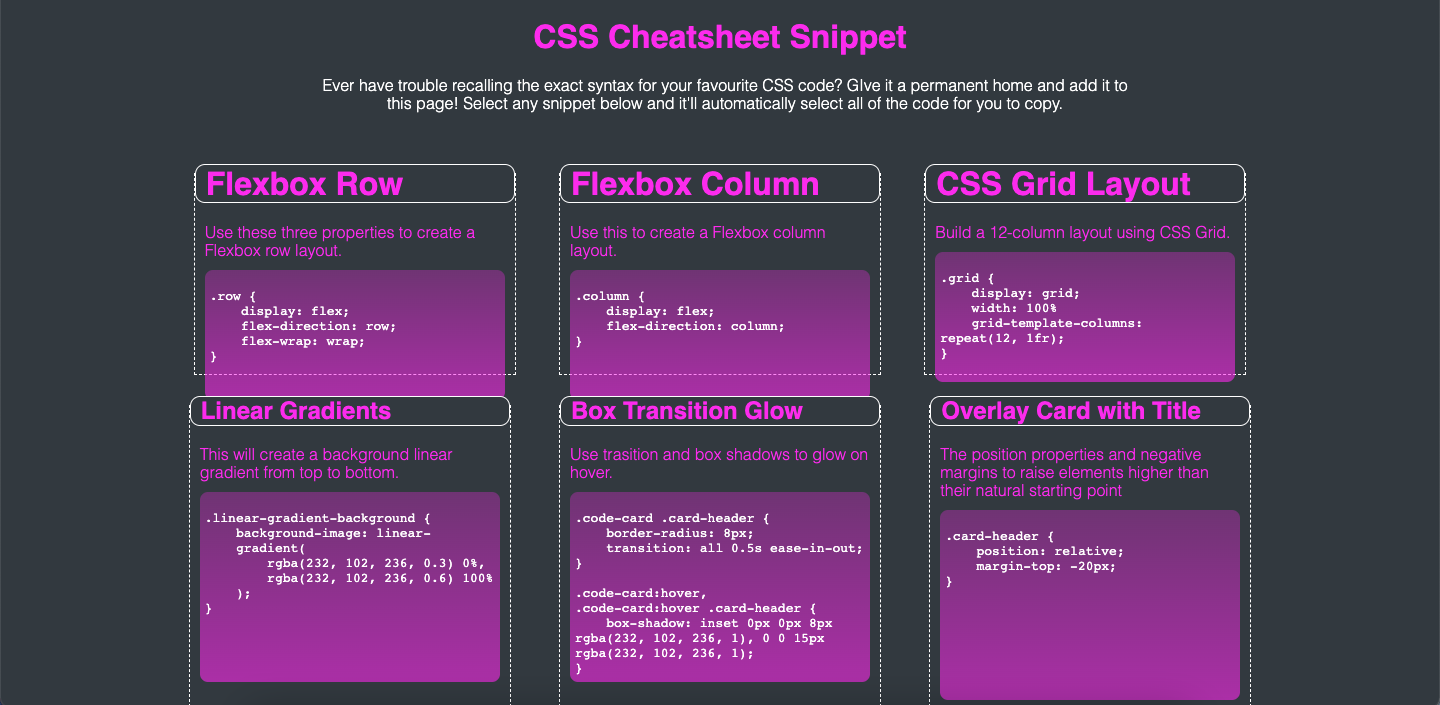 CSS Cheatsheet Snippet
Ever have trouble recalling the exact syntax for your favourite CSS code? GIve it a permanent home and add it to
this page! Select any snippet below and it'll automatically select all of the code for you to copy.
Flexbox Row
Use these three properties to create a
Flexbox row layout.
.row {
    display: flex;
    flex-direction: row;
    flex-wrap: wrap;
}
Flexbox Column
Use this to create a Flexbox column
layout.
.column {
    display: flex;
    flex-direction: column;
}
CSS Grid Layout
Build a 12-column layout using CSS Grid.
.grid {
    display: grid;
    width: 100%
    grid-template-columns:
repeat(12, 1fr);
}
Linear Gradients
This will create a background linear
gradient from top to bottom.
.linear-gradient-background {
    background-image: linear-
    gradient(
        rgba(232, 102, 236, 0.3) 0%,
        rgba(232, 102, 236, 0.6) 100%
    );
}
Box Transition Glow
Use trasition and box shadows to glow on
hover.
.code-card .card-header {
    border-radius: 8px;
    transition: all 0.5s ease-in-out;
}
.code-card:hover,
.code-card:hover .card-header {
    box-shadow: inset 0px 0px 8px
rgba(232, 102, 236, 1), 0 0 15px
rgba(232, 102, 236, 1);
}
Overlay Card with Title
The position properties and negative
margins to raise elements higher than
their natural starting point
.card-header {
    position: relative;
    margin-top: -20px;
}